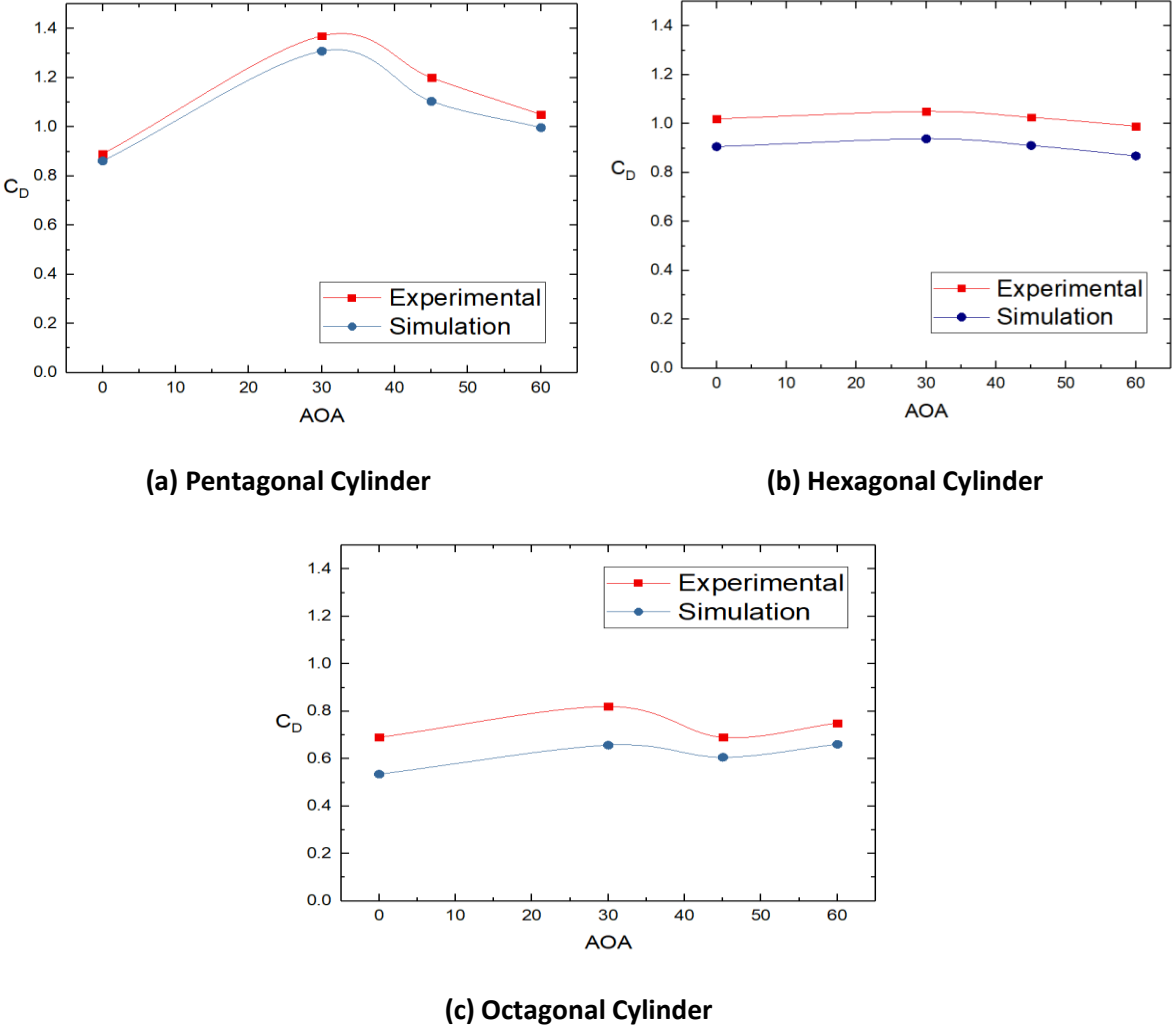 1.4
1.2
1.0
0.8
0.6
0.4
0.2
0.0
C_D
0 10 20 30 40 50 60
AOA
Experimental
Simulation
(a) Pentagonal Cylinder
1.4
1.2
1.0
0.8
0.6
0.4
0.2
0.0
C_D
0 10 20 30 40 50 60
AOA
Experimental
Simulation
(b) Hexagonal Cylinder
1.4
1.2
1.0
0.8
0.6
0.4
0.2
0.0
C_D
0 10 20 30 40 50 60
AOA
Experimental
Simulation
(c) Octagonal Cylinder